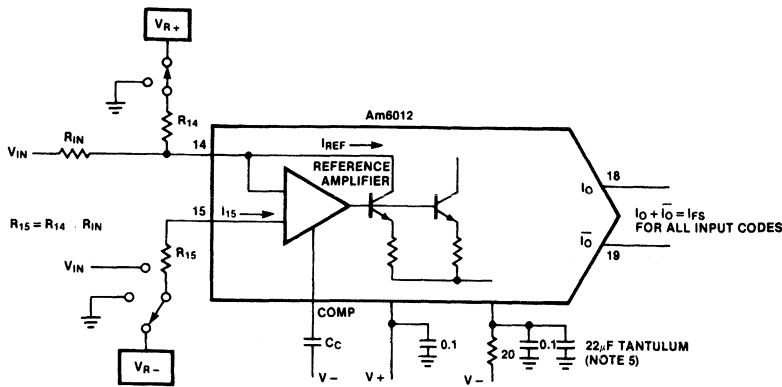 VR+
Am6012
R14
RIN
VIN
14
IREF
REFERENCE
AMPLIFIER
18
IO
IO + IO = IFS
FOR ALL INPUT CODES
IO
19
15
I15
R15 = R14 RIN
R15
VIN
COMP
CC
0.1
20
0.1
22μF TANTULUM
(NOTE 5)
V−
V+
V−
VR−